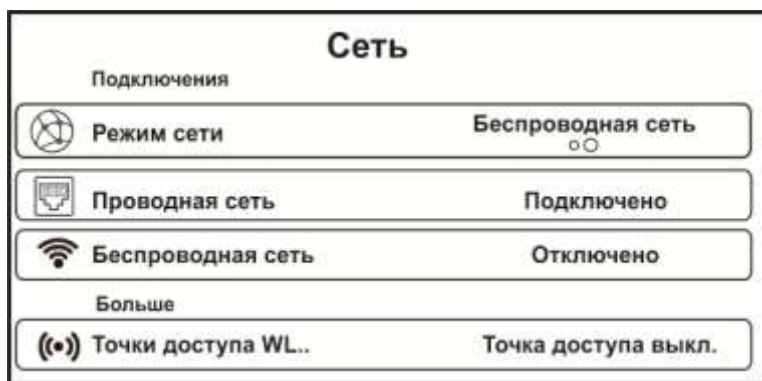 Сеть
Подключения
Режим сети
Беспроводная сеть
Проводная сеть
Подключено
Беспроводная сеть
Отключено
Больше
Точки доступа WL..
Точка доступа выкл.